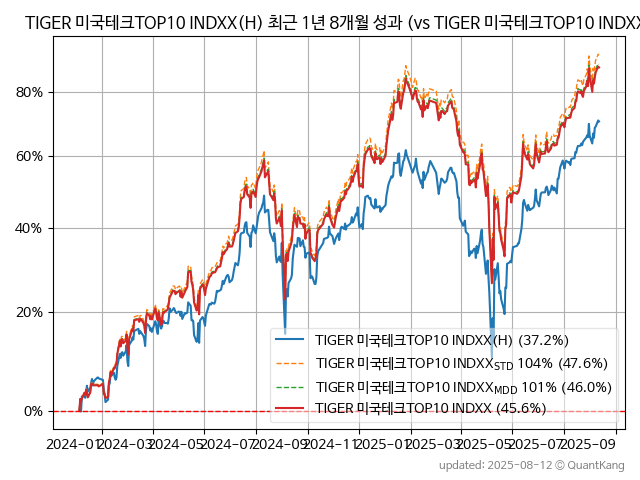 TIGER 미국테크TOP10 INDXX(H) 최근 1년 8개월 성과 (vs TIGER 미국테크TOP10 INDX
80%
60%
40%
20%
0%
TIGER 미국테크TOP10 INDXX(H) (37.2%)
TIGER 미국테크TOP10 INDXX STD 104% (47.6%)
TIGER 미국테크TOP10 INDXX MDD 101% (46.0%)
TIGER 미국테크TOP10 INDXX (45.6%)
2024-01 2024-03 2024-05 2024-07 2024-09 2024-11 2025-01 2025-03 2025-05 2025-07 2025-09
updated: 2025-08-12 © QuantKang